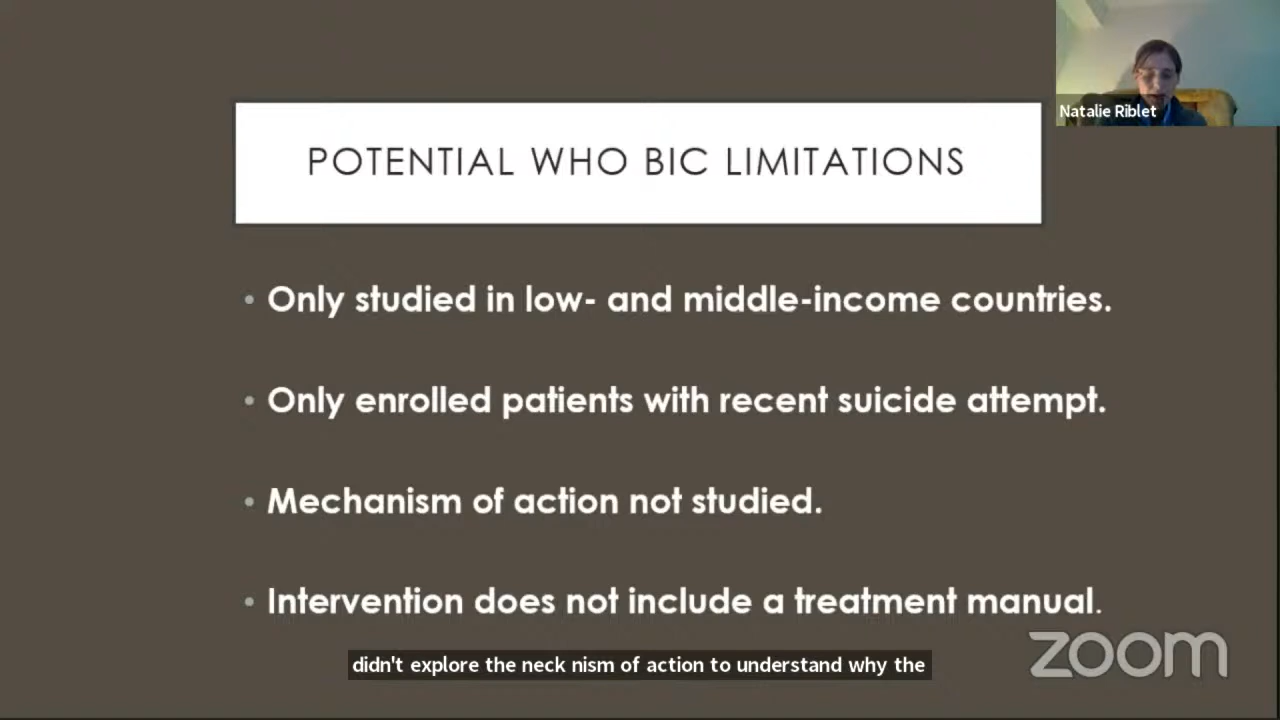 Natalie Riblet
POTENTIAL WHO BIC LIMITATIONS
• Only studied in low- and middle-income countries.
• Only enrolled patients with recent suicide attempt.
• Mechanism of action not studied.
• Intervention does not include a treatment manual.
didn't explore the neck nism of action to understand why the
zoom